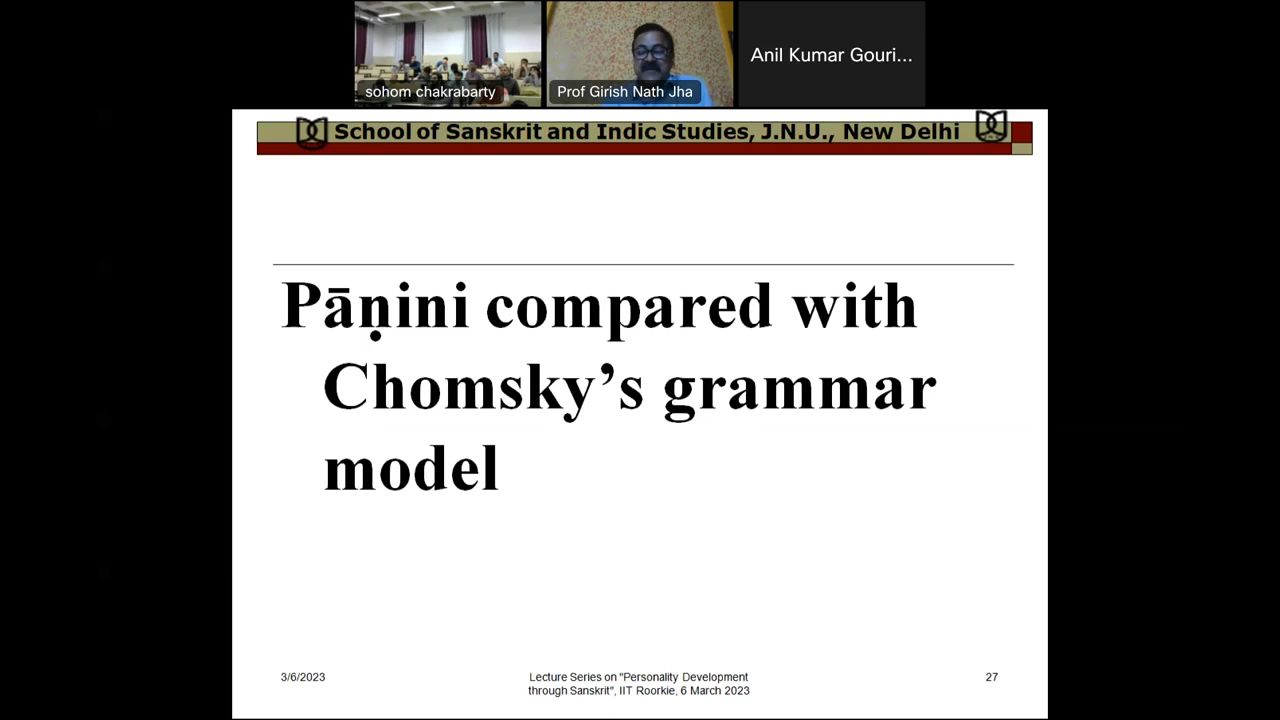 sohom chakrabarty
Prof Girish Nath Jha
Anil Kumar Gouri...
School of Sanskrit and Indic Studies, J.N.U., New Delhi
Pāṇini compared with
Chomsky’s grammar
model
3/6/2023
Lecture Series on "Personality Development
through Sanskrit", IIT Roorkie, 6 March 2023
27